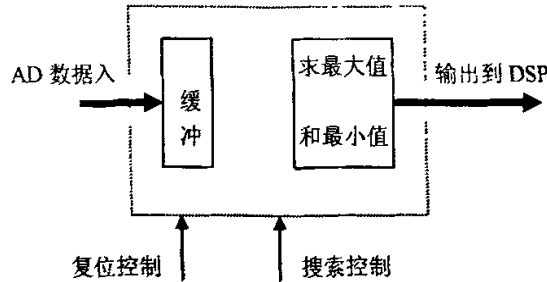 AD 数据入
缓
冲
求最大值
和最小值
输出到 DSP
复位控制
搜索控制